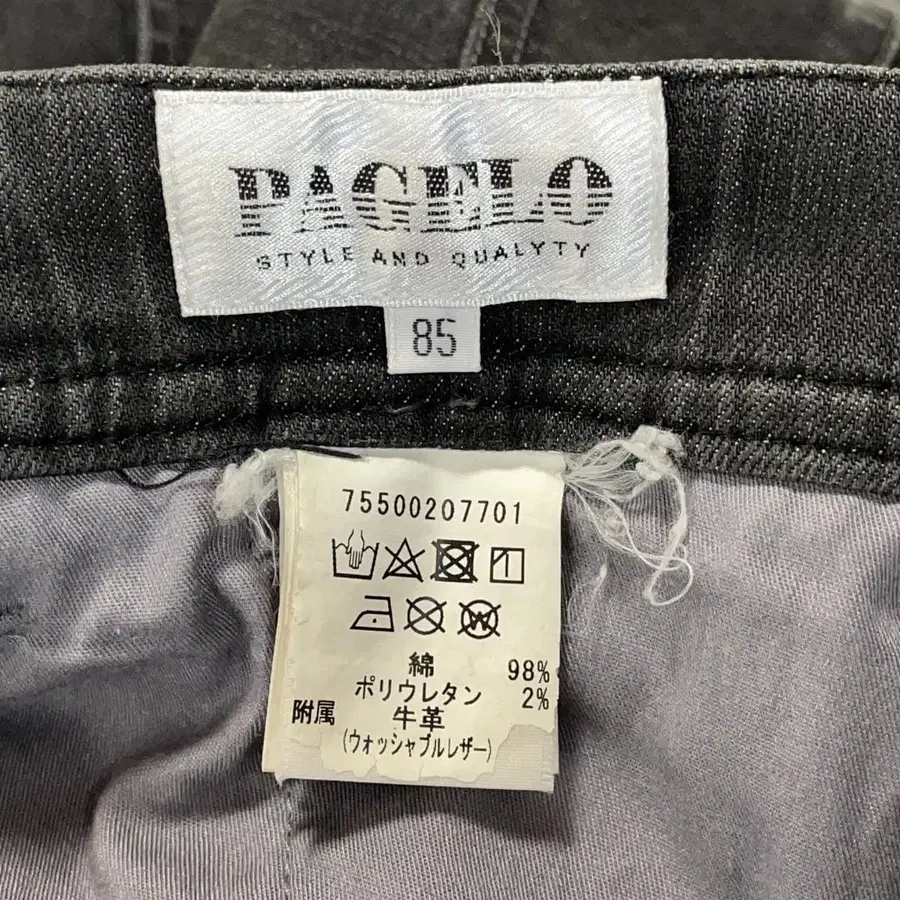 PAGELO
STYLE AND QUALYTY
85
75500207701
綿 98%
ポリウレタン 2%
附属 牛革
(ウォッシャブルレザー)